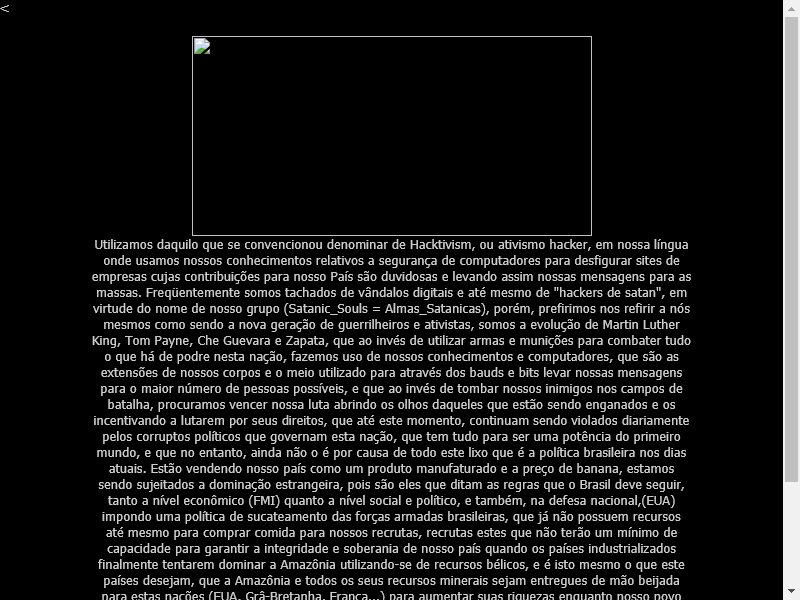 <
Utilizamos daquilo que se convencionou denominar de Hacktivism, ou ativismo hacker, em nossa língua
onde usamos nossos conhecimentos relativos a segurança de computadores para desfigurar sites de
empresas cujas contribuições para nosso País são duvidosas e levando assim nossas mensagens para as
massas. Freqüentemente somos tachados de vândalos digitais e até mesmo de "hackers de satan", em
virtude do nome de nosso grupo (Satanic_Souls = Almas_Satanicas), porém, prefirimos nos refirir a nós
mesmos como sendo a nova geração de guerrilheiros e ativistas, somos a evolução de Martin Luther
King, Tom Payne, Che Guevara e Zapata, que ao invés de utilizar armas e munições para combater tudo
o que há de podre nesta nação, fazemos uso de nossos conhecimentos e computadores, que são as
extensões de nossos corpos e o meio utilizado para através dos bauds e bits levar nossas mensagens
para o maior número de pessoas possíveis, e que ao invés de tombar nossos inimigos nos campos de
batalha, procuramos vencer nossa luta abrindo os olhos daqueles que estão sendo enganados e os
incentivando a lutarem por seus direitos, que até este momento, continuam sendo violados diariamente
pelos corruptos políticos que governam esta nação, que tem tudo para ser uma potência do primeiro
mundo, e que no entanto, ainda não o é por causa de todo este lixo que é a política brasileira nos dias
atuais. Estão vendendo nosso país como um produto manufaturado e a preço de banana, estamos
sendo sujeitados a dominação estrangeira, pois são eles que ditam as regras que o Brasil deve seguir,
tanto a nível econômico (FMI) quanto a nível social e político, e também, na defesa nacional,(EUA)
impondo uma política de sucateamento das forças armadas brasileiras, que já não possuem recursos
até mesmo para comprar comida para nossos recrutas, recrutas estes que não terão um mínimo de
capacidade para garantir a integridade e soberania de nosso país quando os países industrializados
finalmente tentarem dominar a Amazônia utilizando-se de recursos bélicos, e é isto mesmo o que este
países desejam, que a Amazônia e todos os seus recursos minerais sejam entregues de mão beijada
para estas nações (EUA, Grã-Bretanha, França...) para aumentar suas riquezas enquanto nosso povo